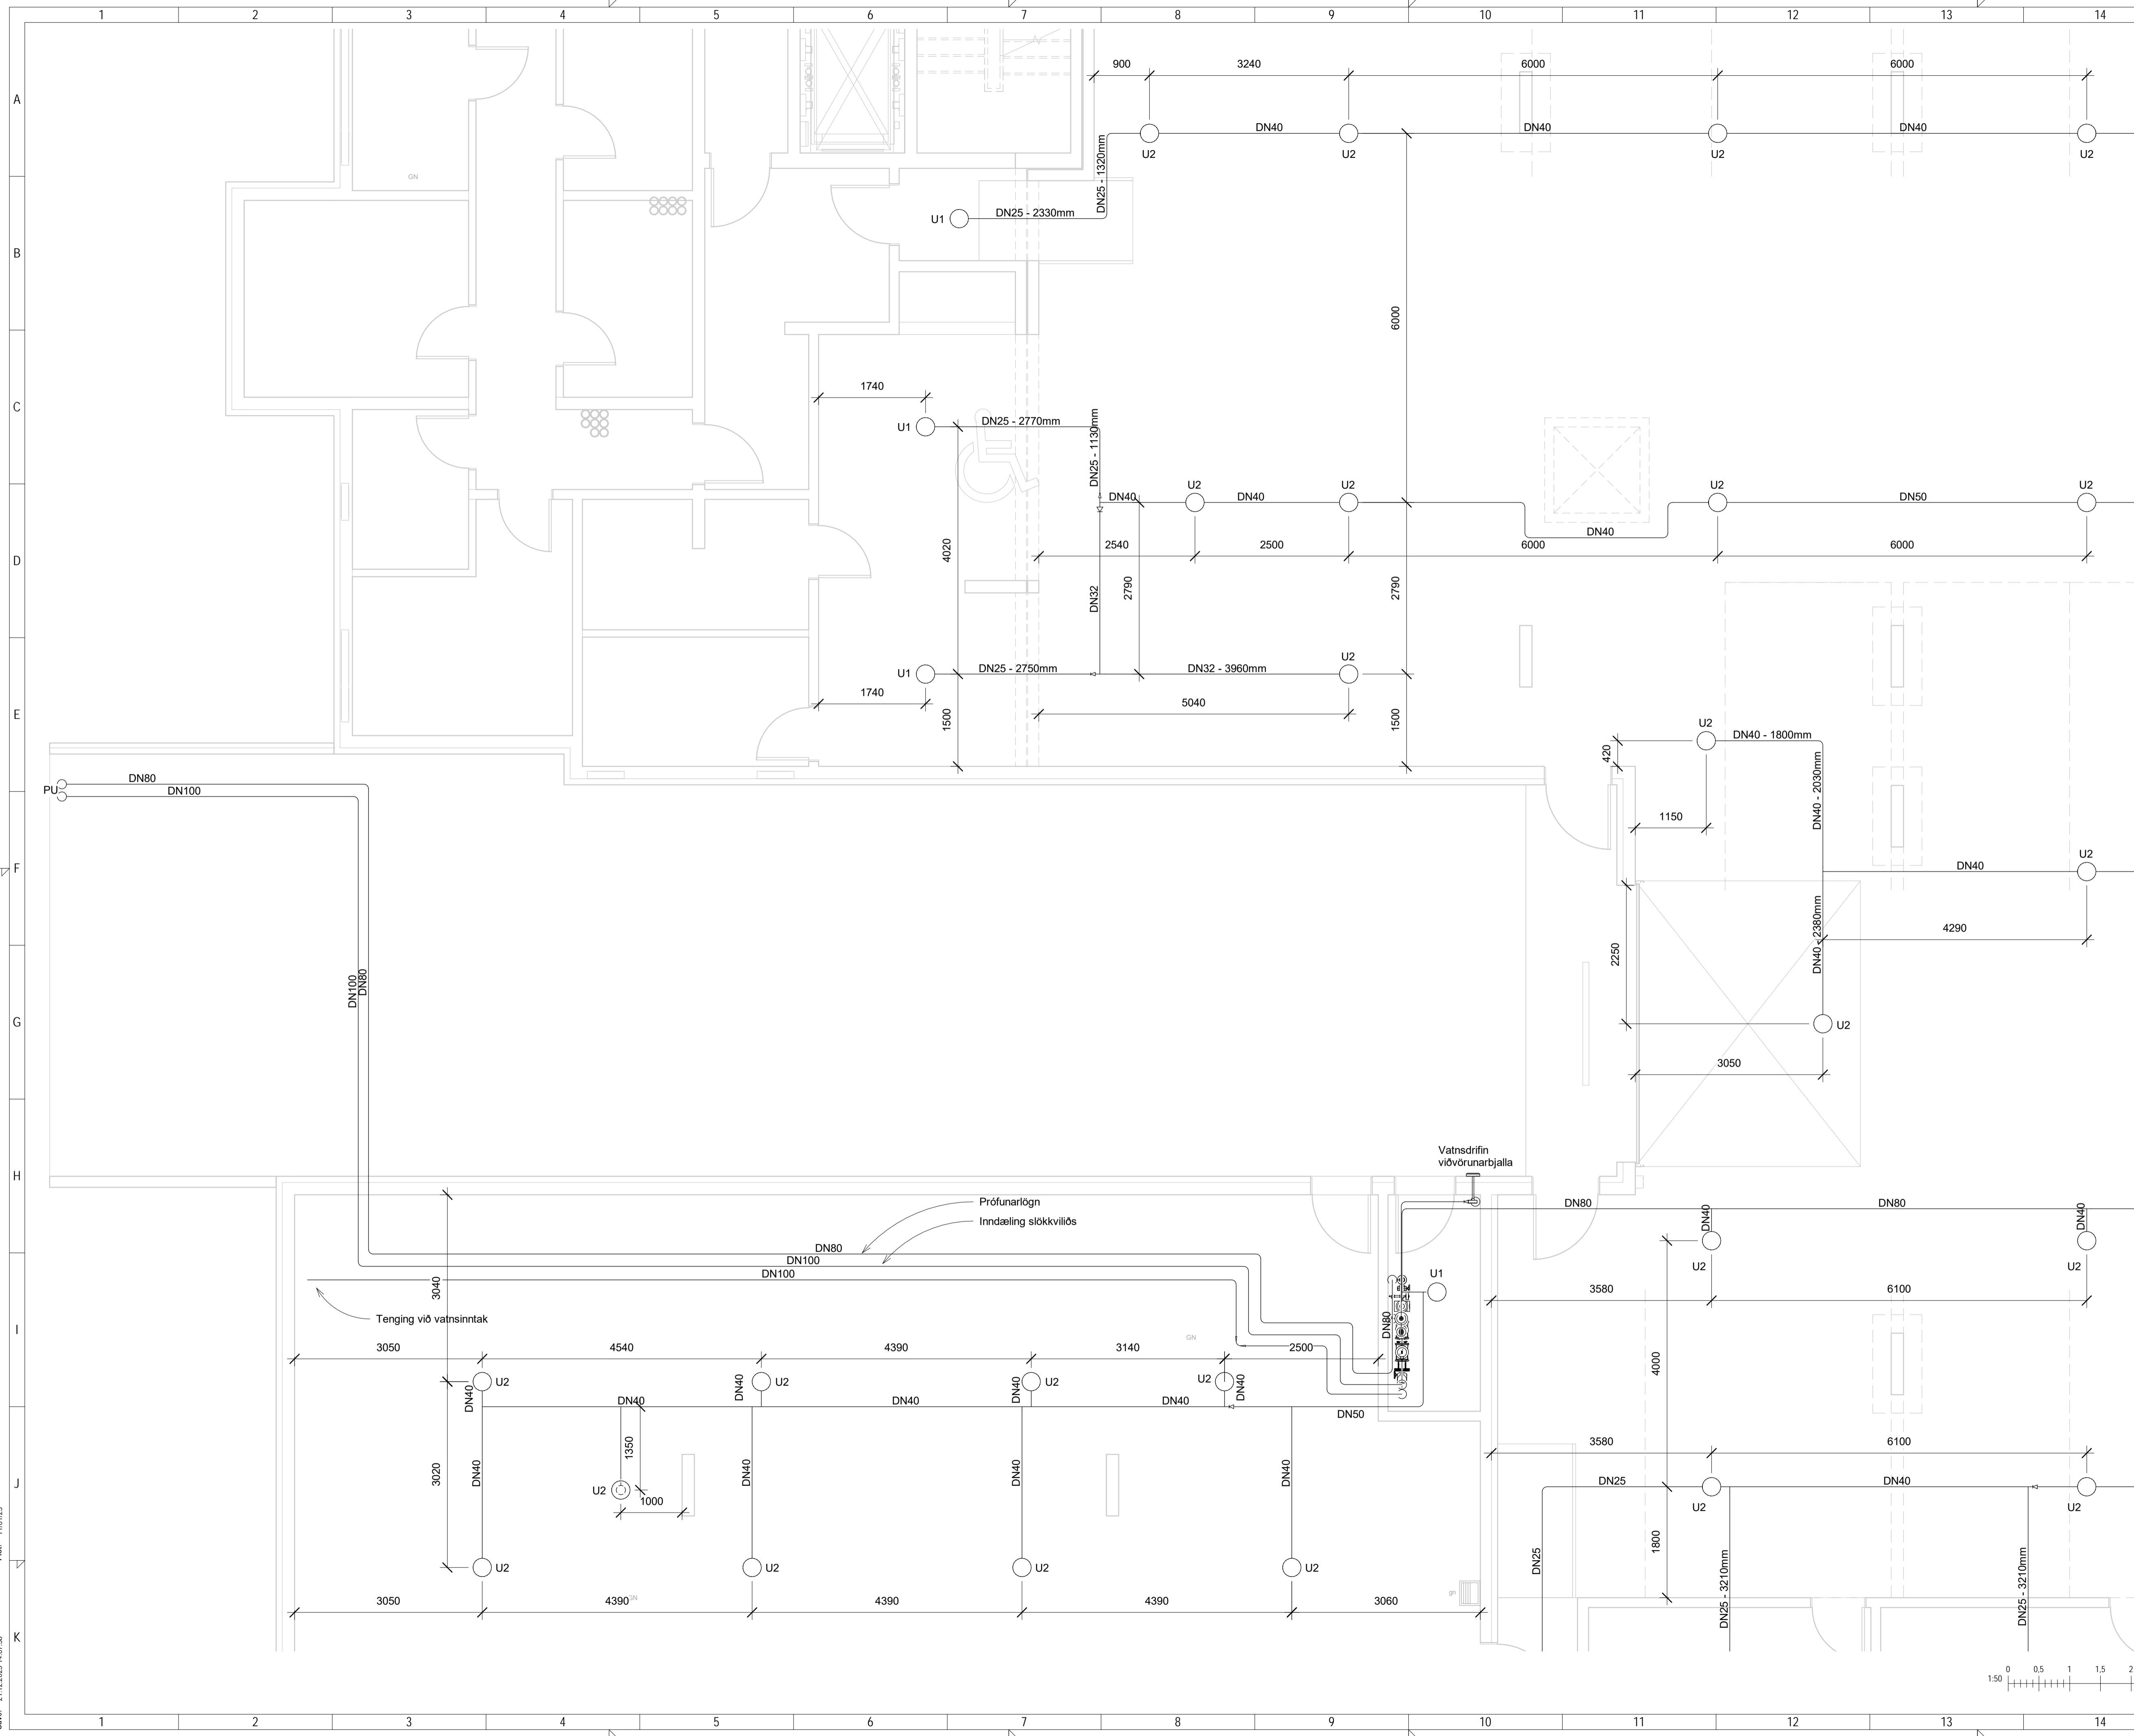 1 2 3 4 5 6 7 8 9 10 11 12 13 14
A
900 3240 6000 6000
DN40 DN40 DN40
U2 U2 U2 U2
DN25 - 1320mm
GN
B
U1 DN25 - 2330mm
6000
C
1740
U1 DN25 - 2770mm
DN25 - 1130mm
U2 U2 U2 U2
DN40 DN40 DN50
DN40
D
4020
2540 2500 6000 6000
DN32
2790
2790
U2
U1 DN25 - 2750mm DN32 - 3960mm
1740
E
1500
5040
1500
U2
DN40 - 1800mm
420
DN80
PU
DN100
DN40 - 2030mm
1150
F
U2
DN40
2250
DN40 - 2380mm
4290
DN100
DN80
G
U2
3050
Vatnsdrifin
viðvörunarbjalla
H
Prófunarlögn
Inndæling slökkviliðs
DN80 DN80
DN40 DN40
DN80
DN100
DN100
U2 U2
3040
U1
3580 6100
Tenging við vatnsinntak
I
DN80
GN
3050 4540 4390 3140 2500
4000
U2 U2 U2 U2
DN40 DN40 DN40 DN40
DN40 DN40 DN40
DN50
1350
3580 6100
J
3020
DN40 DN40 DN40 DN40
U2
1000
DN25 DN40
U2 U2
1800
DN25
U2 U2 U2 U2
DN25 - 3210mm DN25 - 3210mm
gn
3050 4390 GN 4390 4390 3060
K
1:50 0 0,5 1 1,5 2
1 2 3 4 5 6 7 8 9 10 11 12 13 14